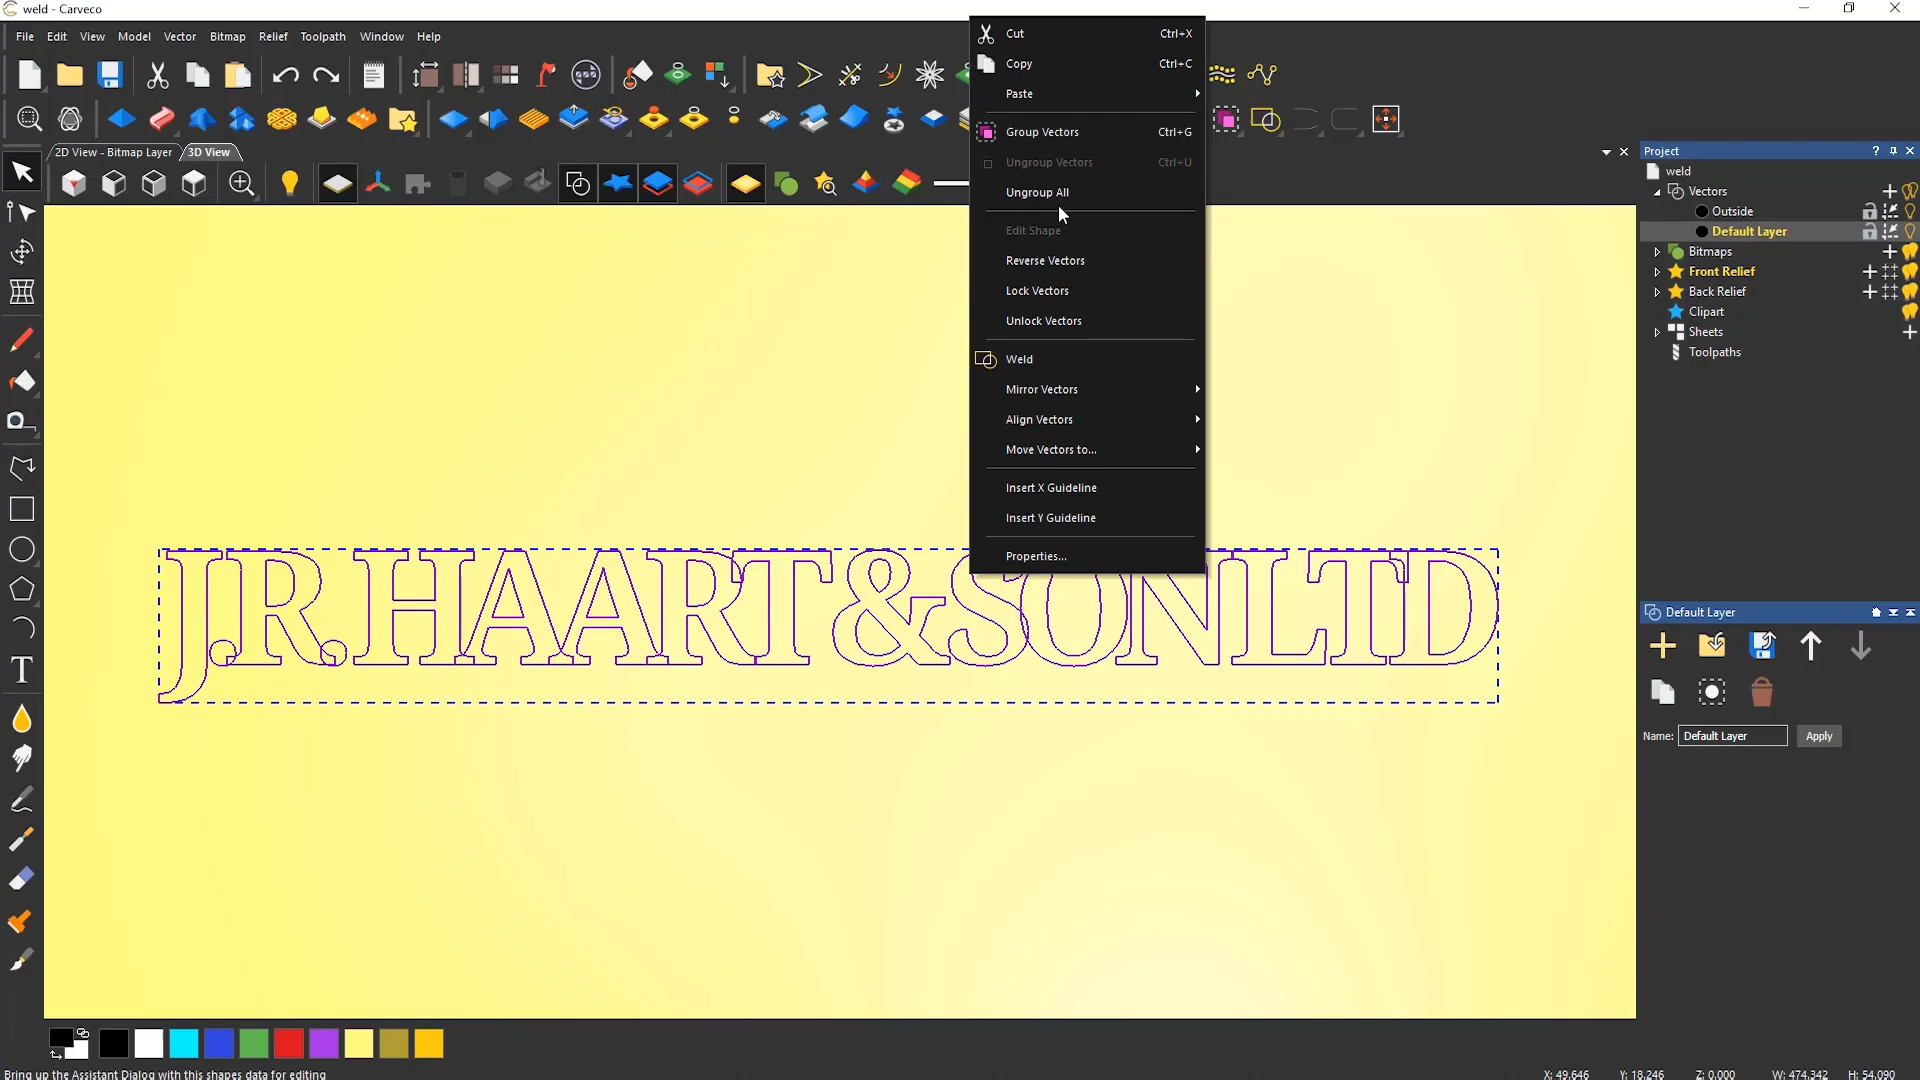 weld - Carveco
File Edit View Model Vector Bitmap Relief Toolpath Window Help
Cut Ctrl+X
Copy Ctrl+C
Paste
Group Vectors Ctrl+G
Ungroup Vectors Ctrl+U
Ungroup All
Edit Shape
Reverse Vectors
Lock Vectors
Unlock Vectors
Weld
Mirror Vectors
Align Vectors
Move Vectors to...
Insert X Guideline
Insert Y Guideline
Properties...
2D View - Bitmap Layer 3D View
J.R.HAART&SONLTD
Project
weld
Vectors
Outside
Default Layer
Bitmaps
Front Relief
Back Relief
Clipart
Sheets
Toolpaths
Default Layer
Name: Default Layer Apply
Bring up the Assistant Dialog with this shapes data for editing
X: 49.646 Y: 18.246 Z: 0.000 W: 474.342 H: 54.090